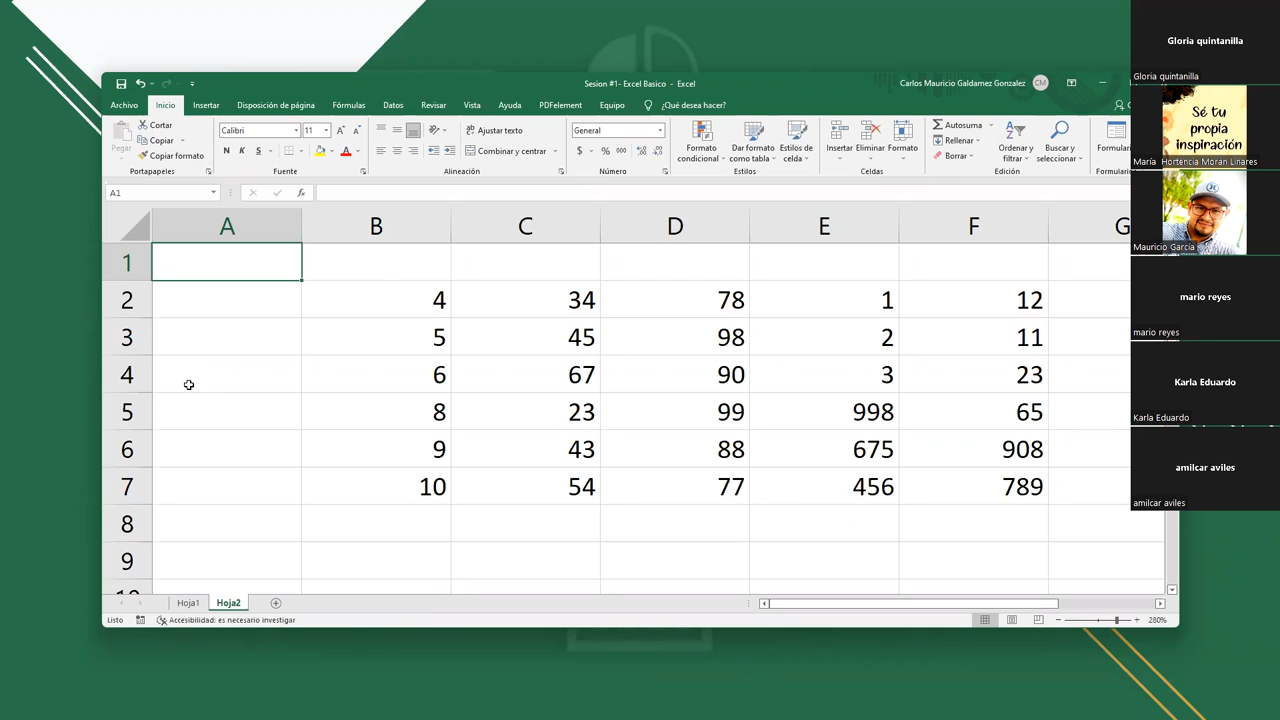 Sesion #1- Excel Basico - Excel
Carlos Mauricio Galdamez Gonzalez CM
Archivo Inicio Insertar Disposición de página Fórmulas Datos Revisar Vista Ayuda PDFelement Equipo ¿Qué desea hacer?
Pegar
Cortar
Copiar
Copiar formato
Portapapeles
Calibri 11
N K S
Fuente
Ajustar texto
Combinar y centrar
Alineación
General
$ % 000
Número
Formato condicional
Dar formato como tabla
Estilos de celda
Estilos
Insertar Eliminar Formato
Celdas
Autosuma
Rellenar
Borrar
Ordenar y filtrar
Buscar y seleccionar
Edición
A1 fx
A B C D E F G
1
2 4 34 78 1 12
3 5 45 98 2 11
4 6 67 90 3 23
5 8 23 99 998 65
6 9 43 88 675 908
7 10 54 77 456 789
8
9
Hoja1 Hoja2
Listo Accesibilidad: es necesario investigar 280%
Gloria quintanilla
Gloria quintanilla
Sé tu
propia
inspiración
María Hortencia Morán Linares
Mauricio García
mario reyes
mario reyes
Karla Eduardo
Karla Eduardo
amilcar aviles
amilcar aviles